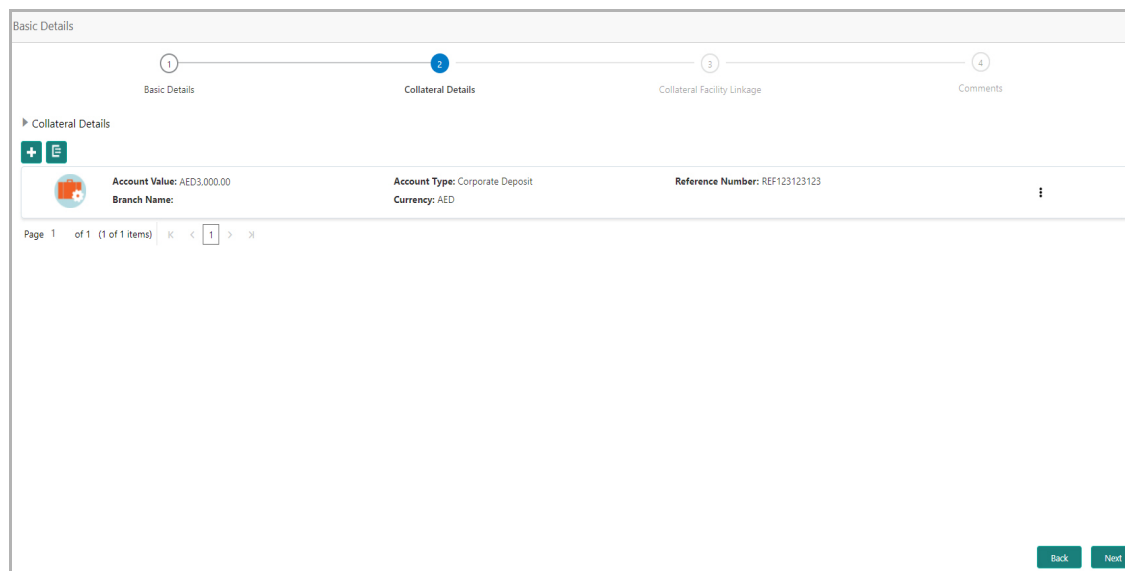 Basic Details
1 2 3 4
Basic Details Collateral Details Collateral Facility Linkage Comments
Collateral Details
Account Value: AED3,000.00 Account Type: Corporate Deposit Reference Number: REF123123123
Branch Name: Currency: AED
Page 1 of 1 (1 of 1 items) 1
Back Next